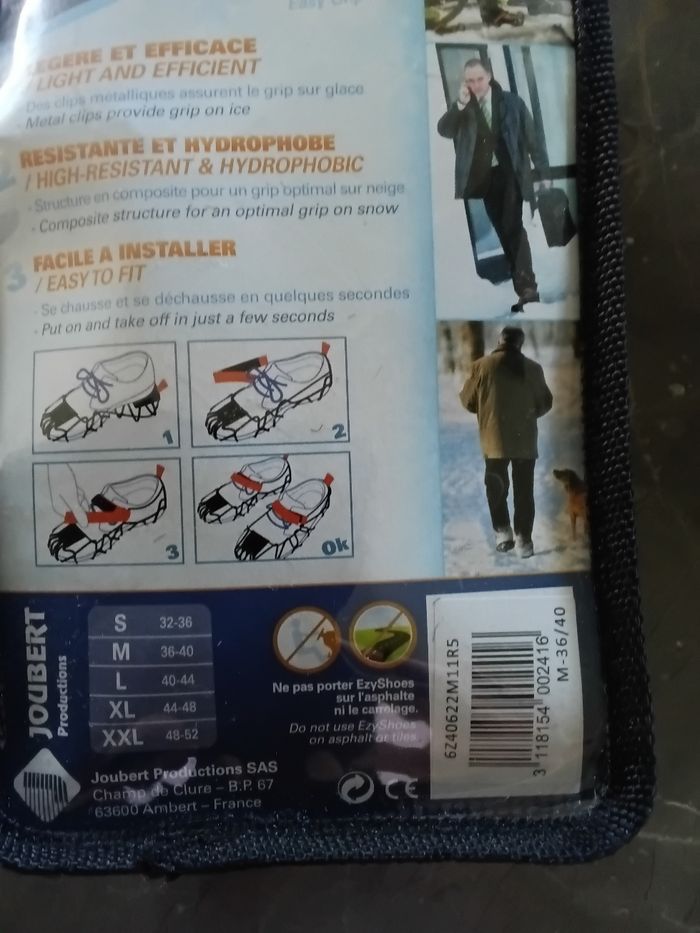 Easy Grip
LEGERE ET EFFICACE
/ LIGHT AND EFFICIENT
- Des clips métalliques assurent le grip sur glace
- Metal clips provide grip on ice
2
RESISTANTE ET HYDROPHOBE
/ HIGH-RESISTANT & HYDROPHOBIC
- Structure en composite pour un grip optimal sur neige
- Composite structure for an optimal grip on snow
3
FACILE A INSTALLER
/ EASY TO FIT
- Se chausse et se déchausse en quelques secondes
- Put on and take off in just a few seconds
1
2
3
Ok
JOUBERT
Productions
S 32-36
M 36-40
L 40-44
XL 44-48
XXL 48-52
Ne pas porter EzyShoes
sur l'asphalte
ni le carrelage.
Do not use EzyShoes
on asphalt or tiles.
Joubert Productions SAS
Champ de Clure – B.P. 67
63600 Ambert – France
CE
6Z40622M11R5
3 118154 002416
M-36/40